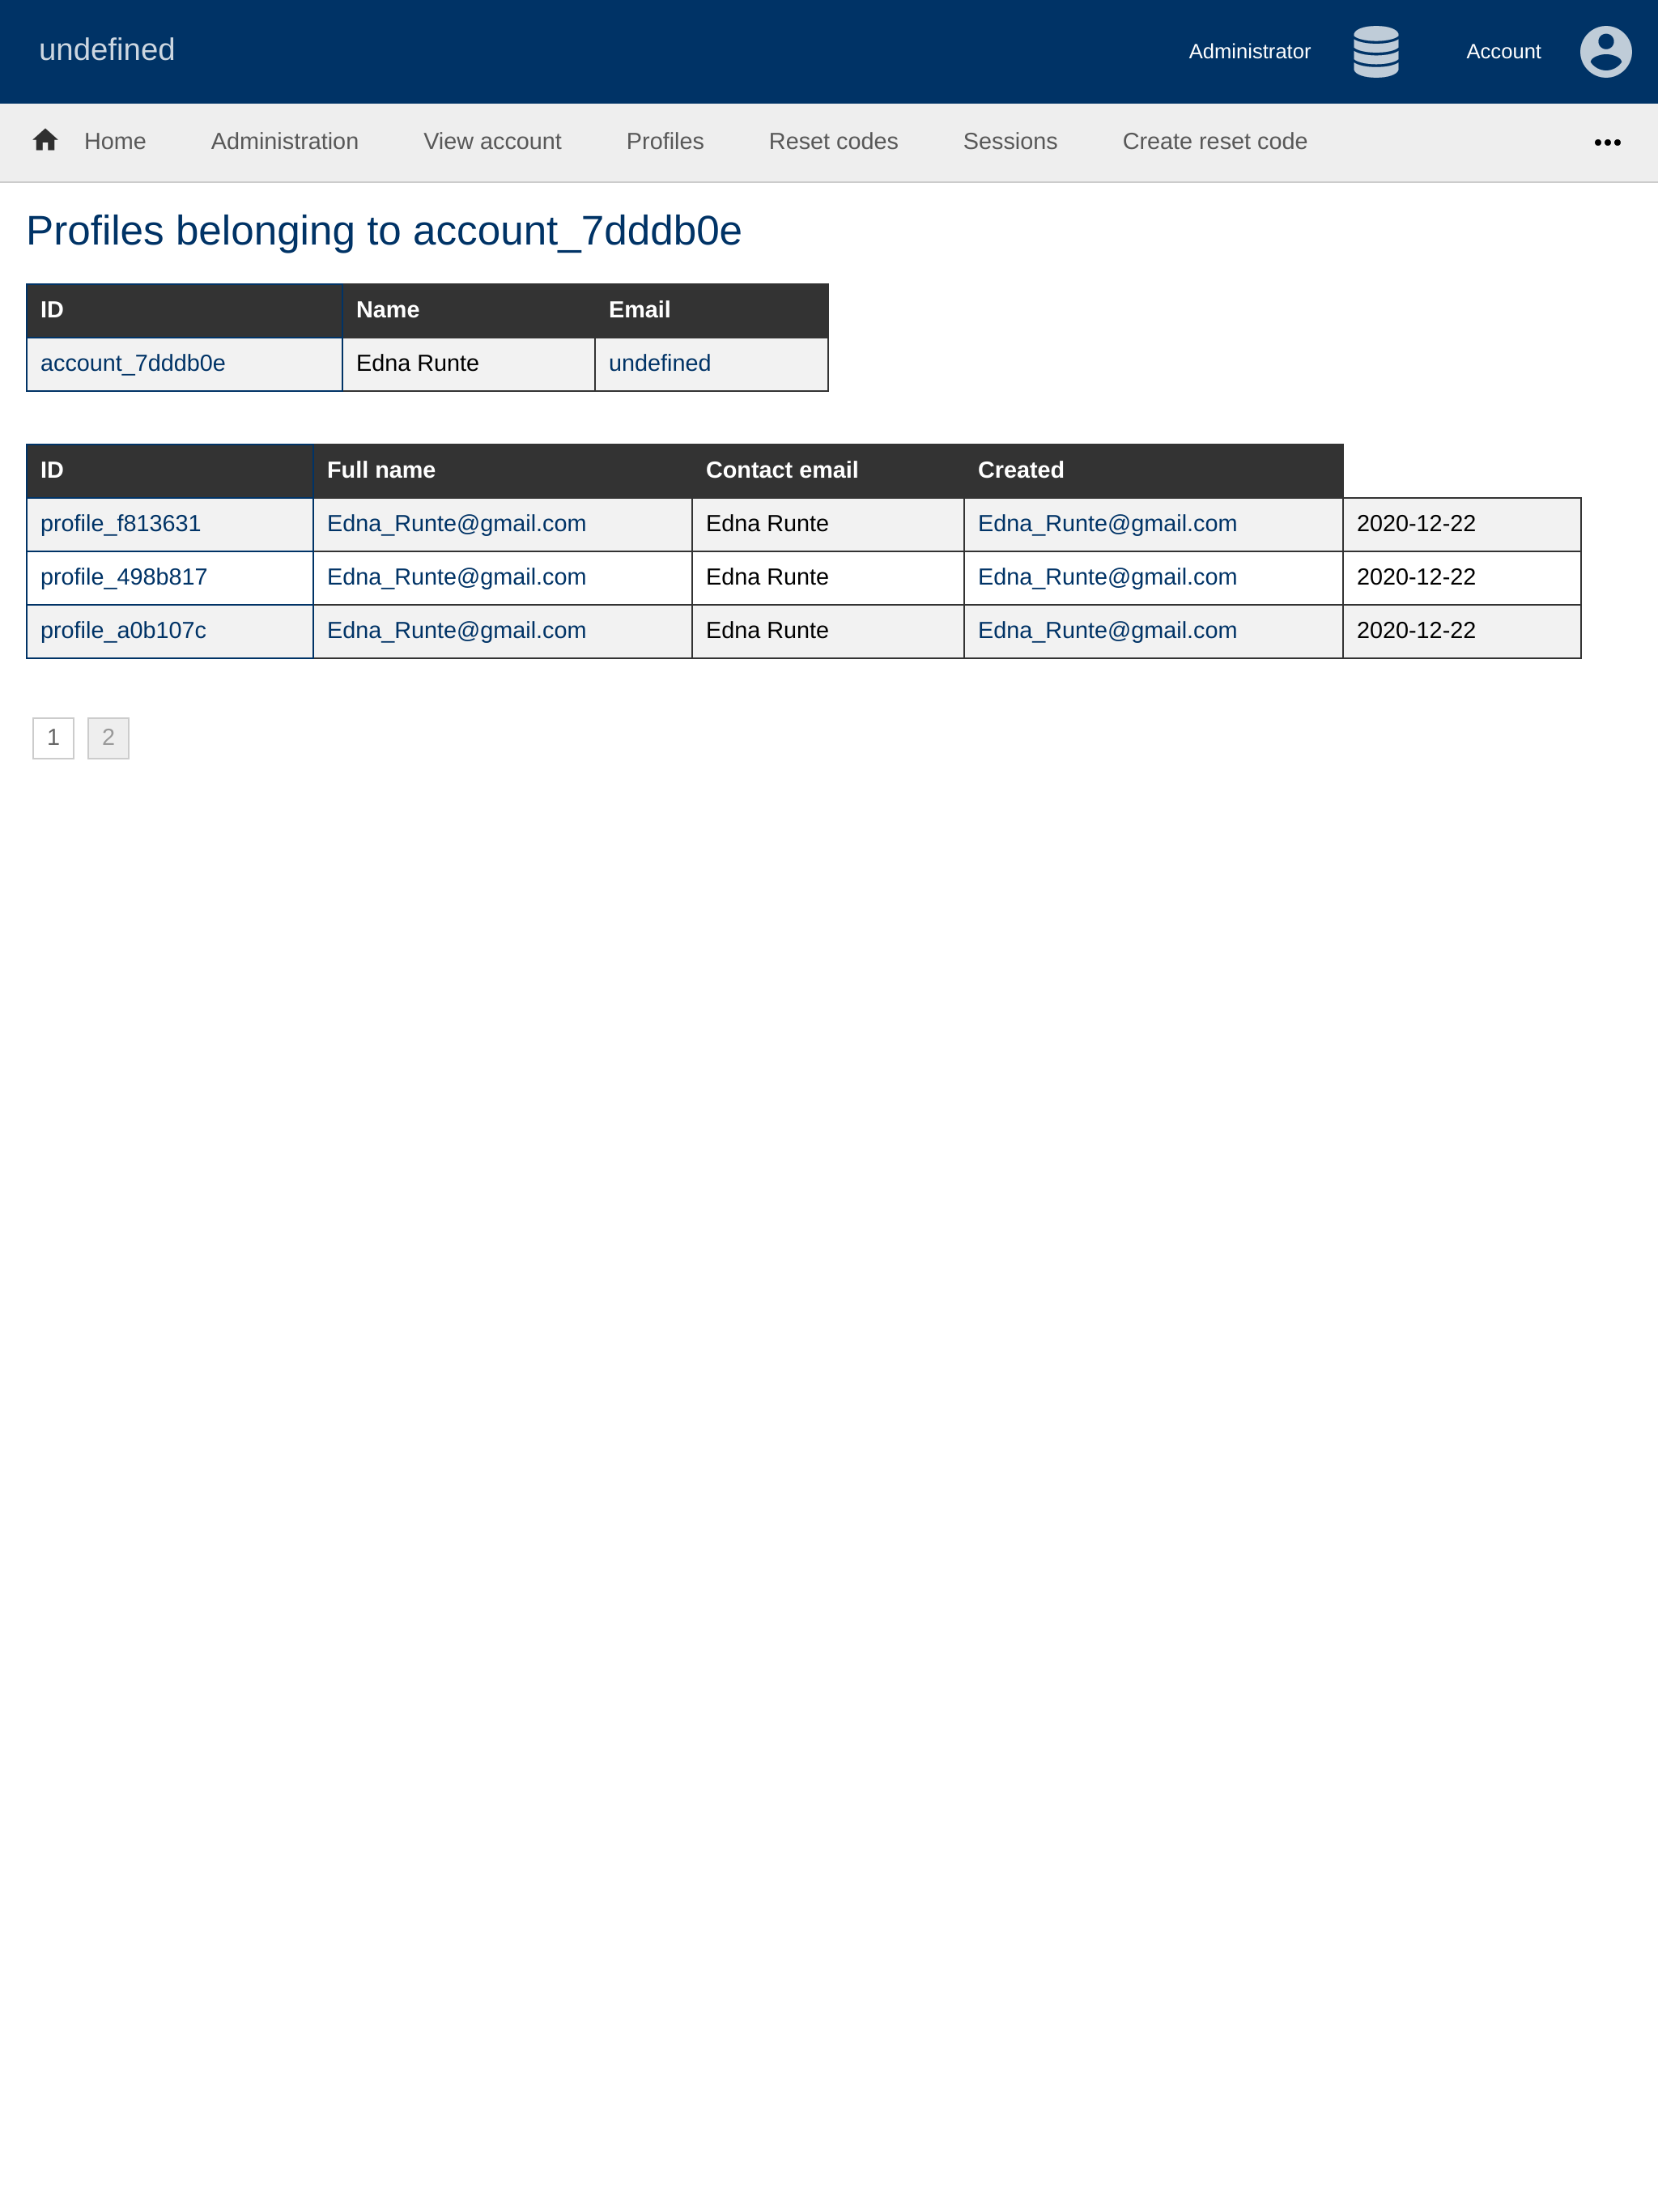 undefined
Administrator
Account
Home Administration View account Profiles Reset codes Sessions Create reset code •••
Profiles belonging to account_7dddb0e
ID Name Email
account_7dddb0e Edna Runte undefined
ID Full name Contact email Created
profile_f813631 Edna_Runte@gmail.com Edna Runte Edna_Runte@gmail.com 2020-12-22
profile_498b817 Edna_Runte@gmail.com Edna Runte Edna_Runte@gmail.com 2020-12-22
profile_a0b107c Edna_Runte@gmail.com Edna Runte Edna_Runte@gmail.com 2020-12-22
1 2